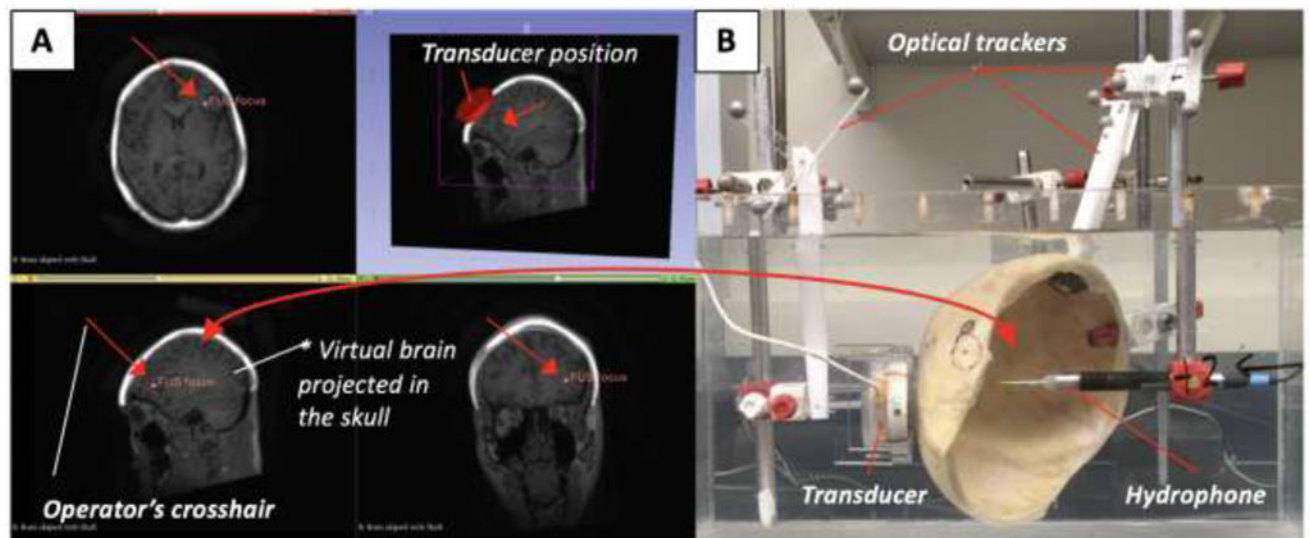 A
Transducer position
FUS focus
B
Optical trackers
FUS focus
* Virtual brain
projected in
the skull
FUS focus
Operator's crosshair
Transducer
Hydrophone